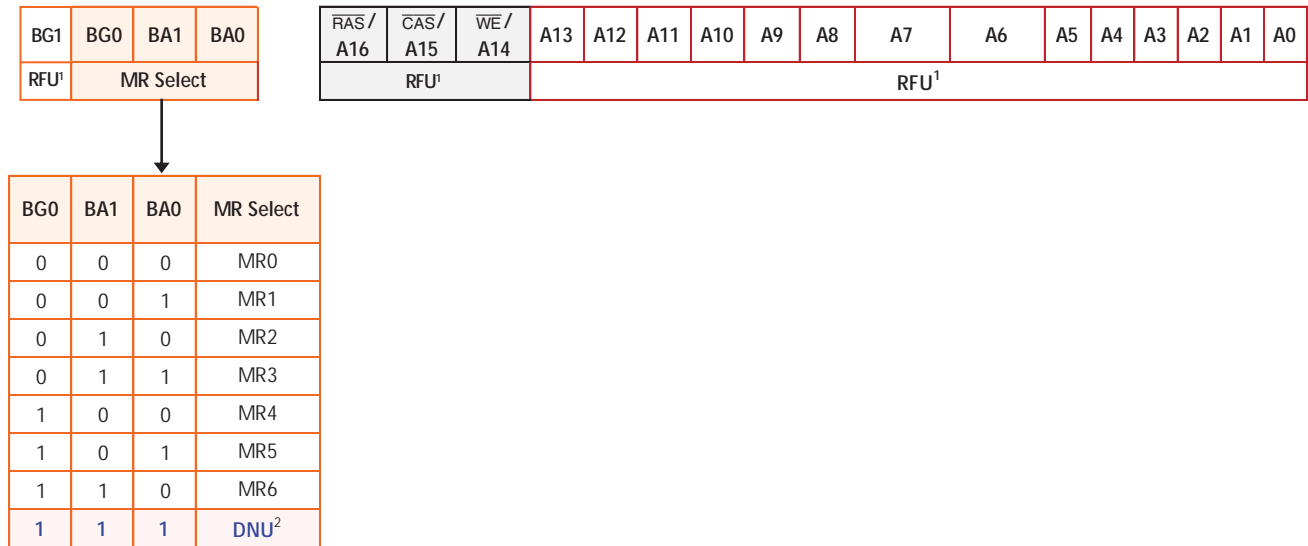 BG1 BG0 BA1 BA0
RFU¹ MR Select
R̅A̅S̅/ C̅A̅S̅/ W̅E̅/ A13 A12 A11 A10 A9 A8 A7 A6 A5 A4 A3 A2 A1 A0
A16 A15 A14
RFU¹ RFU¹
BG0 BA1 BA0 MR Select
0 0 0 MR0
0 0 1 MR1
0 1 0 MR2
0 1 1 MR3
1 0 0 MR4
1 0 1 MR5
1 1 0 MR6
1 1 1 DNU²